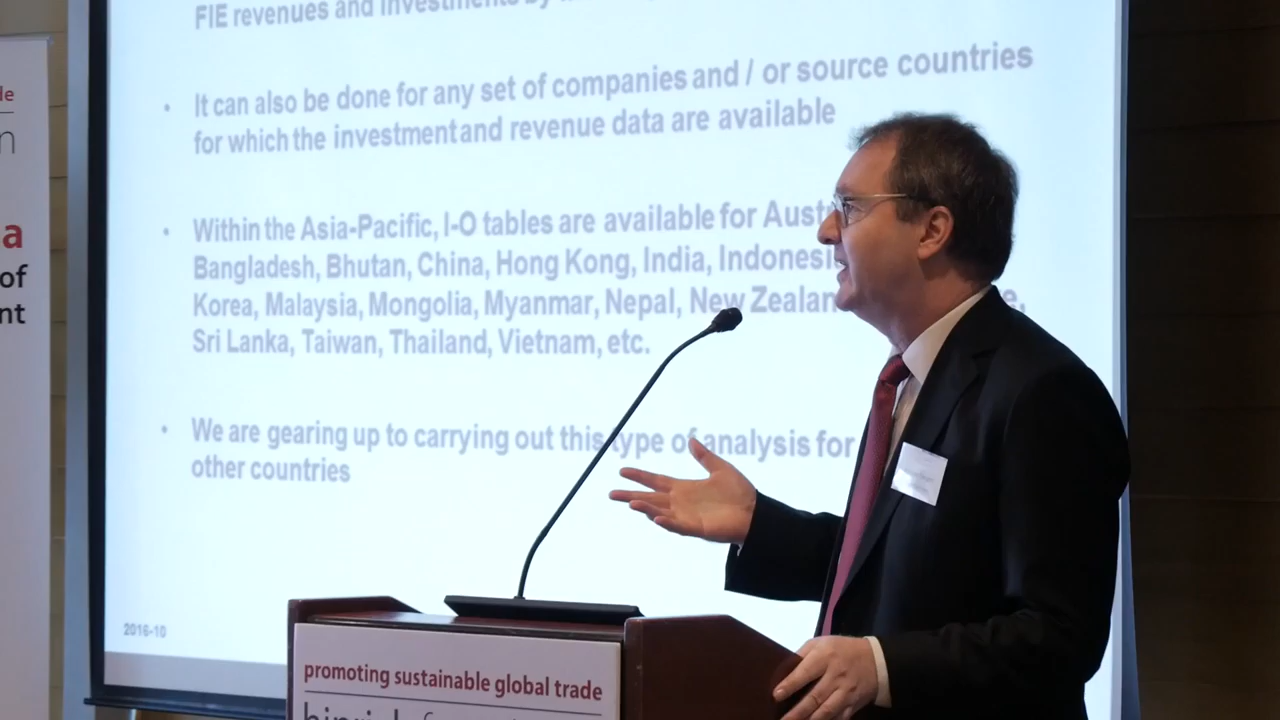 de
n
a
of
nt
FIE revenues and investments by
• It can also be done for any set of companies and / or source countries
for which the investment and revenue data are available
• Within the Asia-Pacific, I-O tables are available for Aust
Bangladesh, Bhutan, China, Hong Kong, India, Indonesi
Korea, Malaysia, Mongolia, Myanmar, Nepal, New Zealan e,
Sri Lanka, Taiwan, Thailand, Vietnam, etc.
• We are gearing up to carrying out this type of analysis for
other countries
2016-10
promoting sustainable global trade